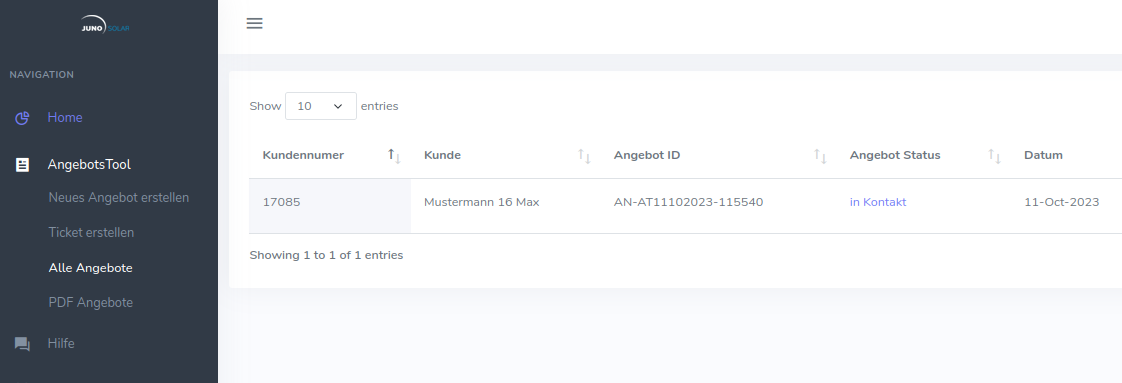 JUNO SOLAR
NAVIGATION
Home
AngebotsTool
Neues Angebot erstellen
Ticket erstellen
Alle Angebote
PDF Angebote
Hilfe
Show 10 entries
Kundennumer Kunde Angebot ID Angebot Status Datum
17085 Mustermann 16 Max AN-AT11102023-115540 in Kontakt 11-Oct-2023
Showing 1 to 1 of 1 entries